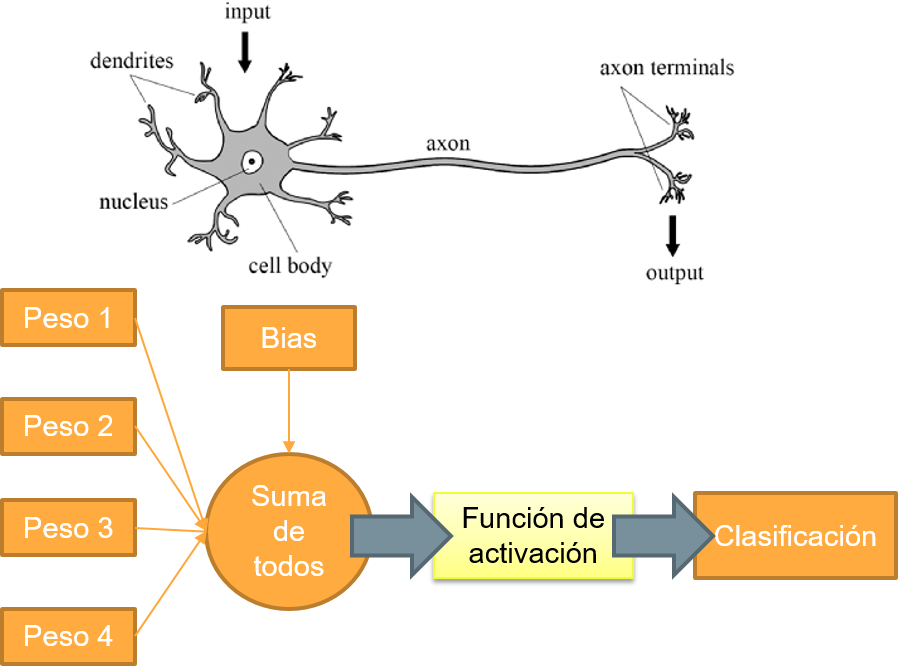 input
dendrites
axon terminals
axon
nucleus
cell body
output
Peso 1
Bias
Peso 2
Peso 3
Peso 4
Suma
de
todos
Función de
activación
Clasificación